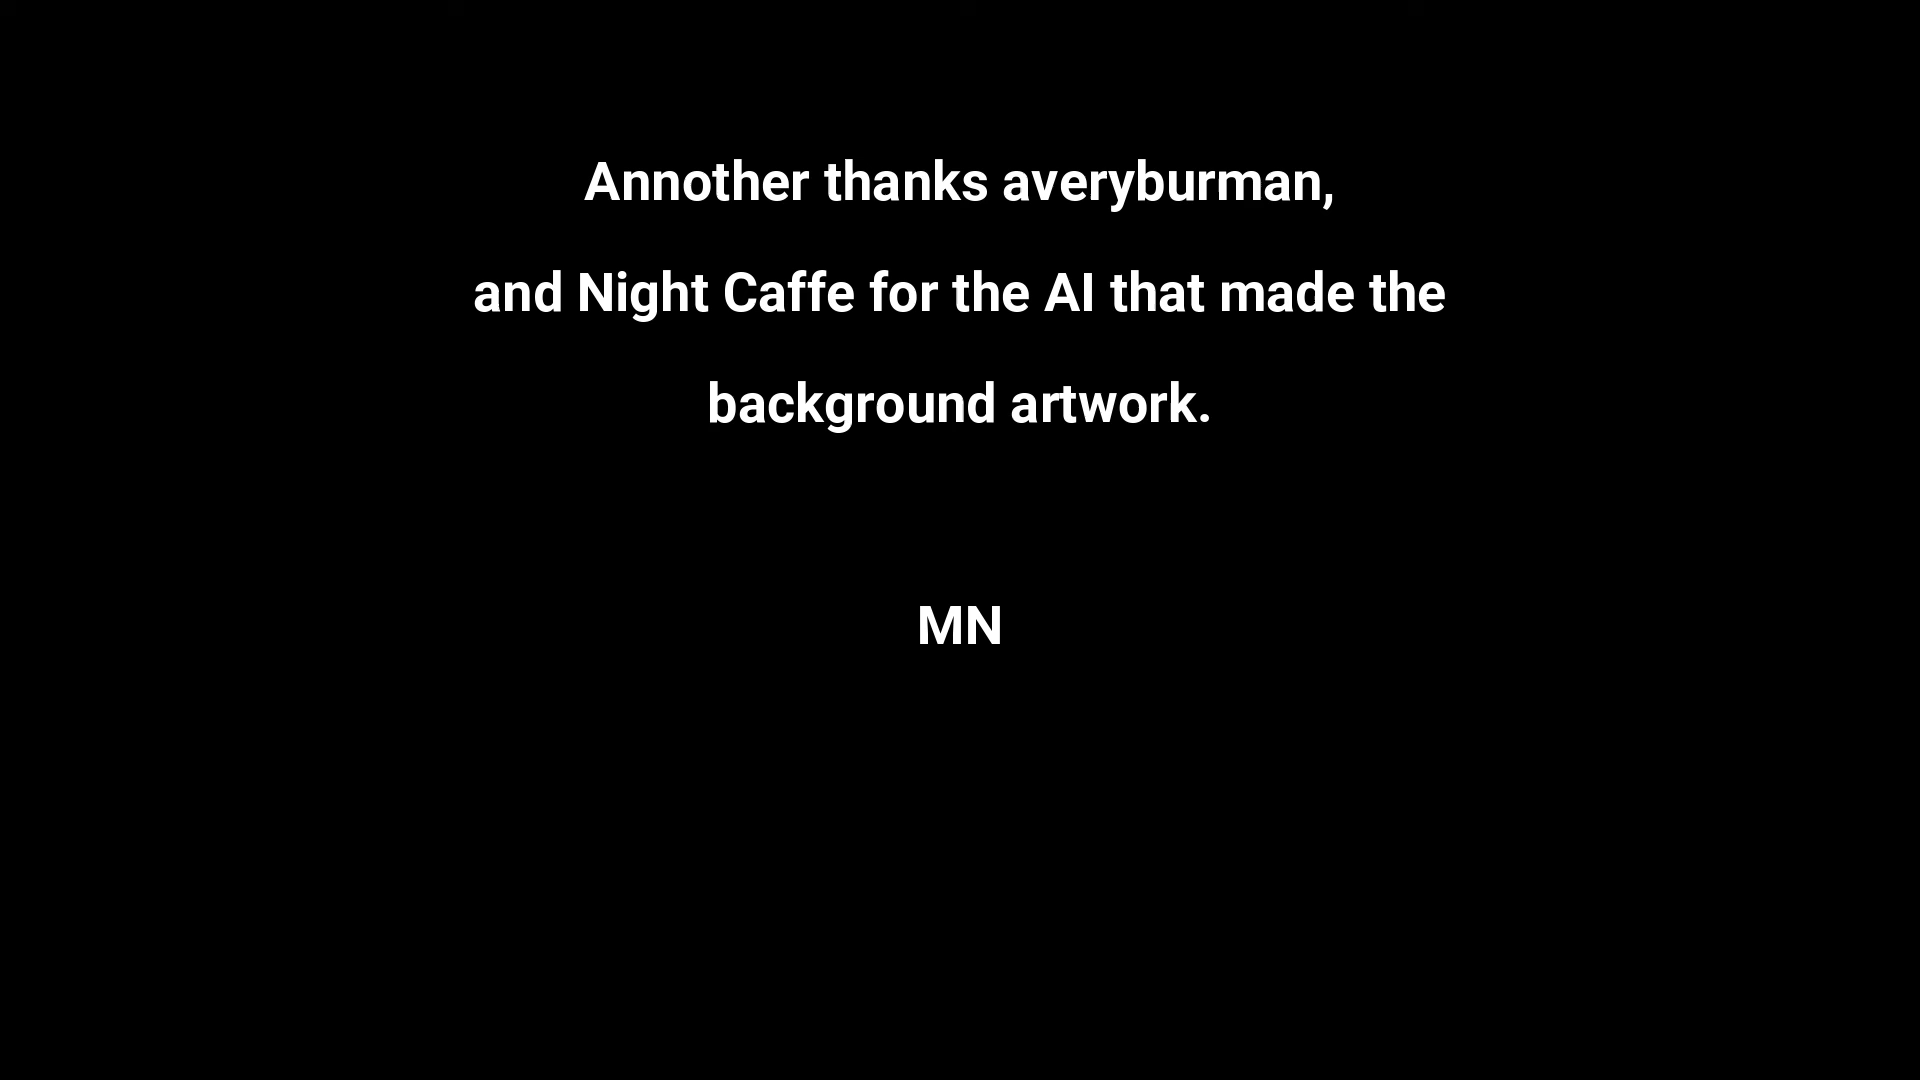 Annother thanks averyburman,
and Night Caffe for the AI that made the
background artwork.
MN